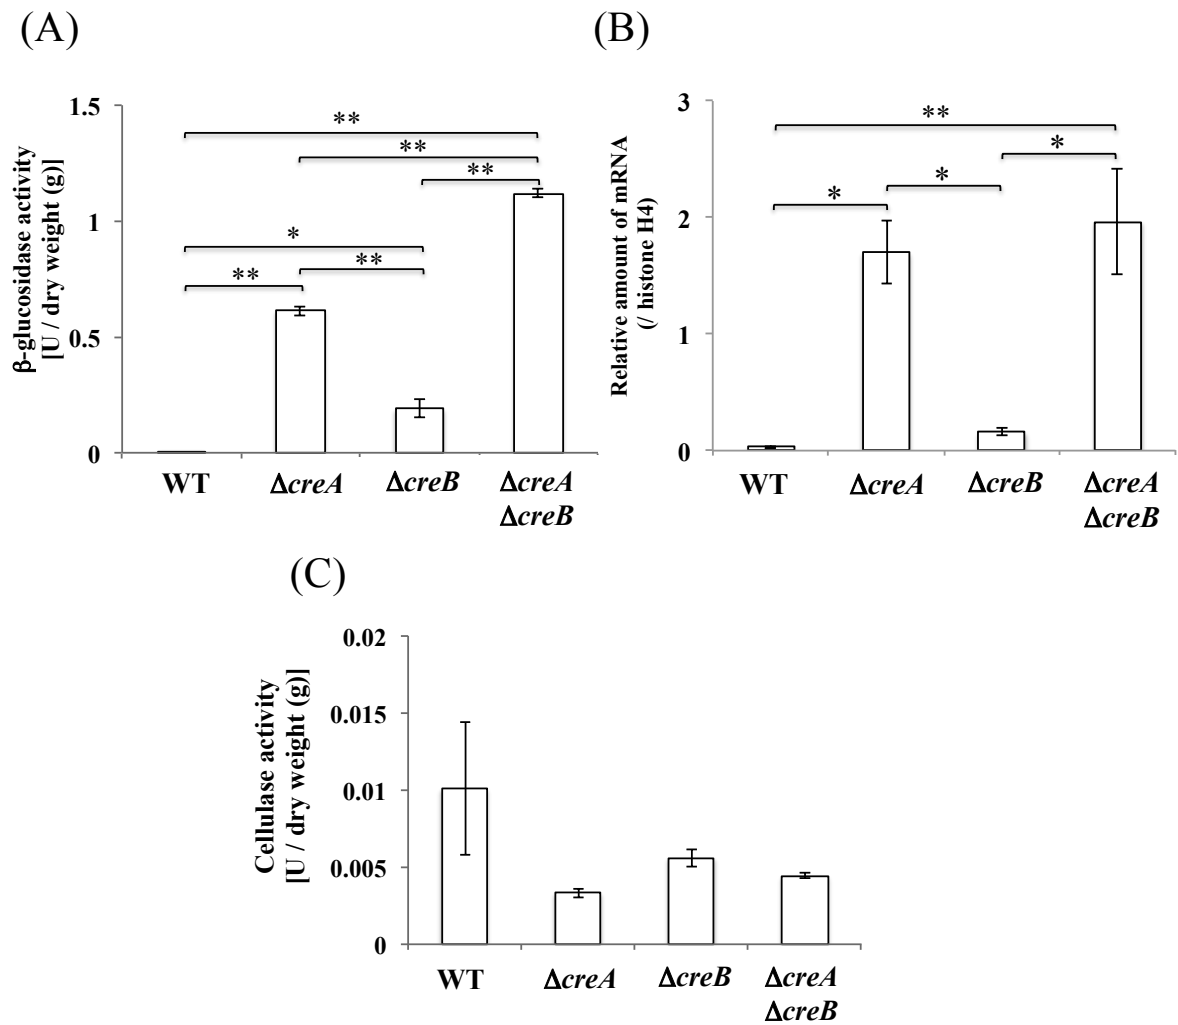 (A)
β-glucosidase activity
[U / dry weight (g)]
1.5
1
0.5
0
**
**
**
*
**
**
WT
ΔcreA
ΔcreB
ΔcreA
ΔcreB
(B)
Relative amount of mRNA
(/ histone H4)
3
2
1
0
**
*
*
*
WT
ΔcreA
ΔcreB
ΔcreA
ΔcreB
(C)
Cellulase activity
[U / dry weight (g)]
0.02
0.015
0.01
0.005
0
WT
ΔcreA
ΔcreB
ΔcreA
ΔcreB